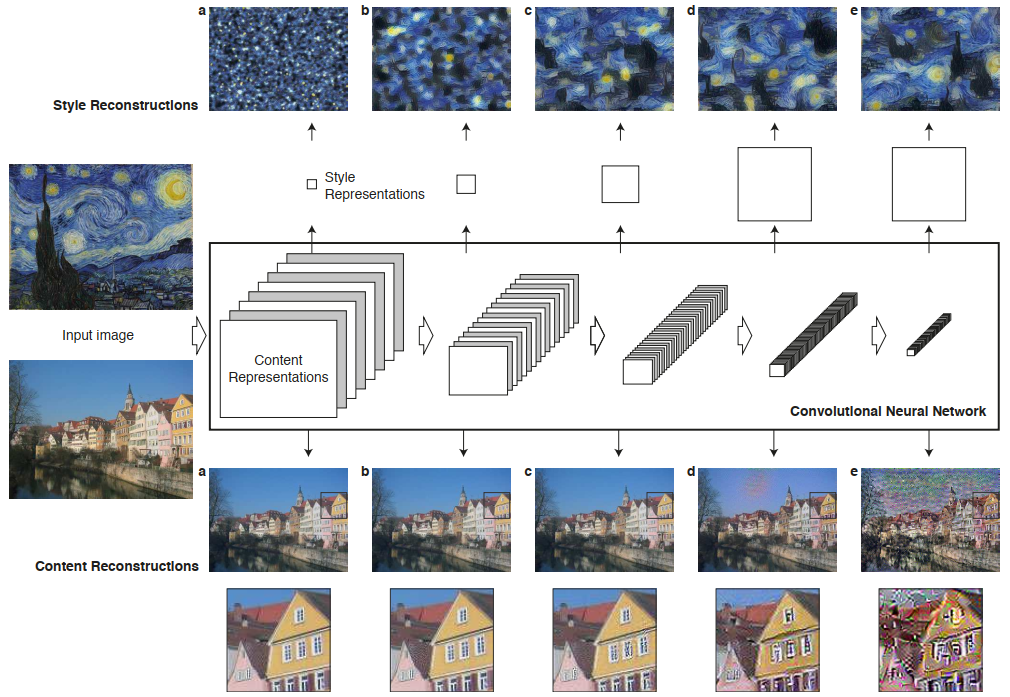 a b c d e
Style Reconstructions
Style
Representations
Input image
Content
Representations
Convolutional Neural Network
a b c d e
Content Reconstructions